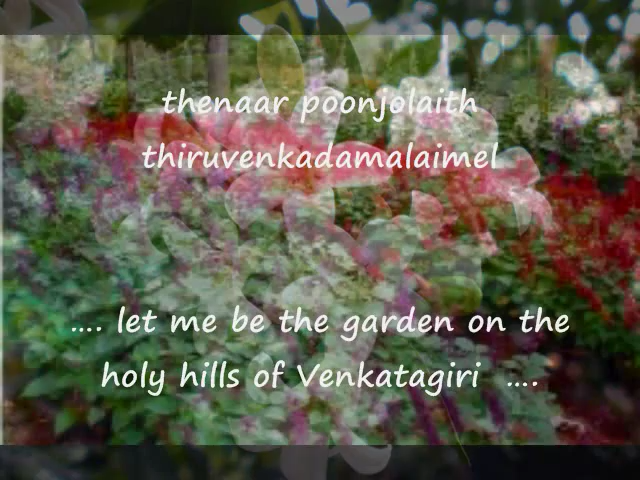 thenaar poonjolaith
thiruvenkadamalaimel
.... let me be the garden on the
holy hills of Venkatagiri ....